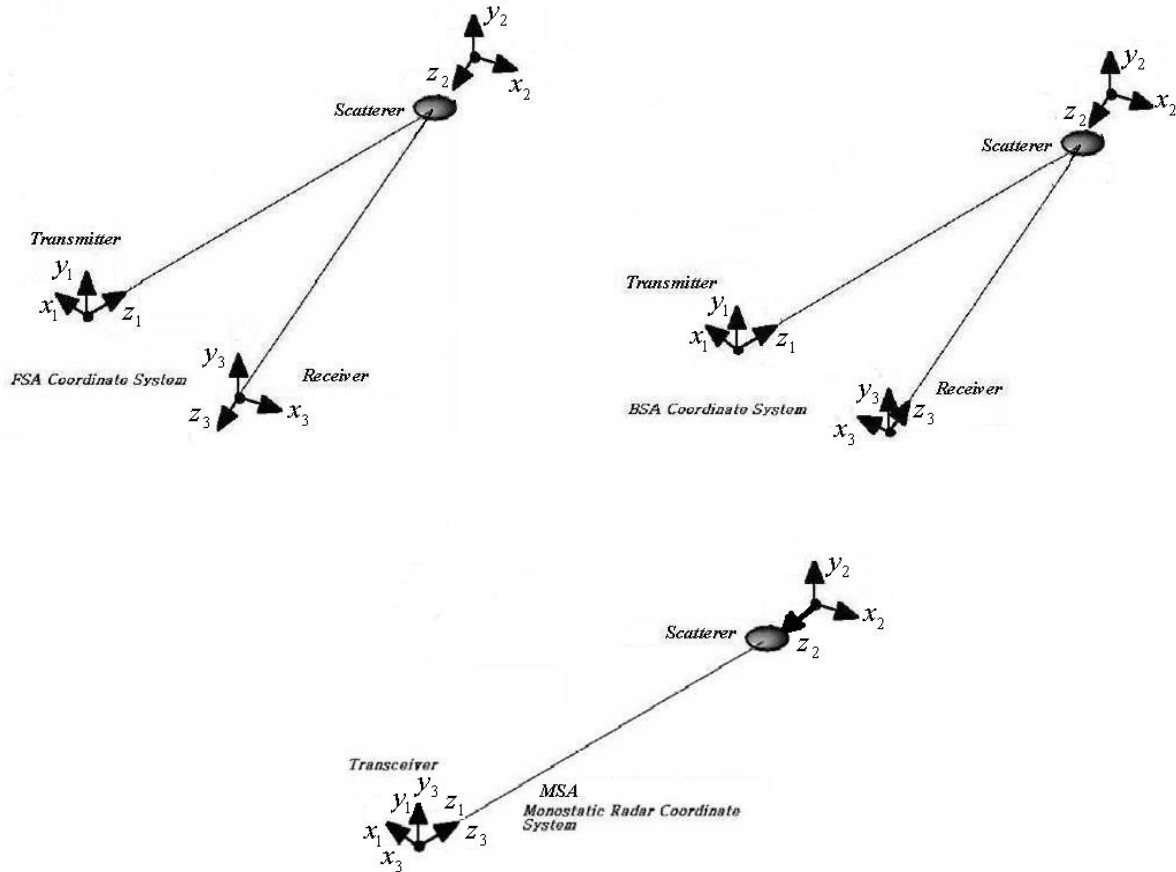 y₂
z₂
x₂
Scatterer
Transmitter
y₁
x₁
z₁
y₃
Receiver
FSA Coordinate System
z₃
x₃
y₂
z₂
x₂
Scatterer
Transmitter
y₁
x₁
z₁
y₃
Receiver
z₃
x₃
BSA Coordinate System
y₂
x₂
Scatterer
z₂
Transceiver
y₃
y₁
z₁
x₁
z₃
x₃
MSA
Monostatic Radar Coordinate
System